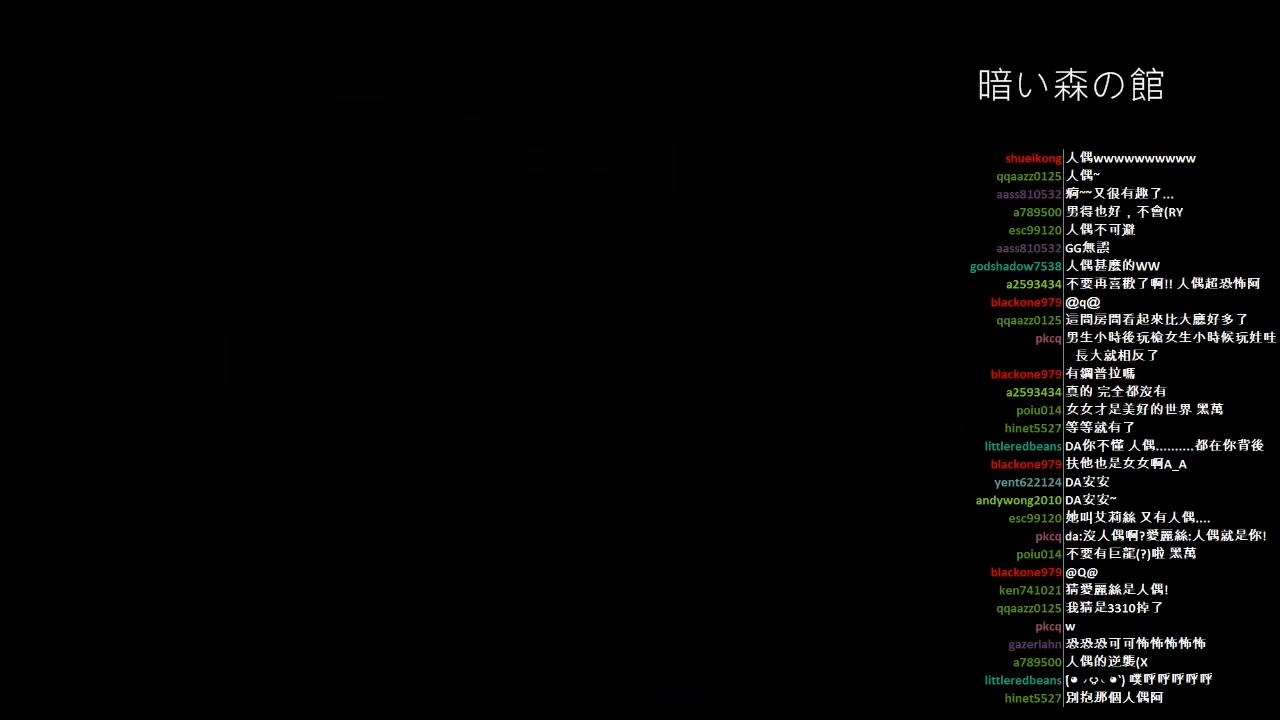 暗い森の館
shueikong 人偶wwwwwwwwww
qqaazz0125 人偶~
aass810532 痾~~又很有趣了...
a789500 男得也好，不會(RY
esc99120 人偶不可避
aass810532 GG無誤
godshadow7538 人偶甚麼的WW
a2593434 不要再喜歡了啊!! 人偶超恐怖阿
blackone979 @q@
qqaazz0125 這間房間看起來比大廳好多了
pkcq 男生小時後玩槍女生小時候玩娃哇
長大就相反了
blackone979 有鋼普拉嗎
a2593434 真的 完全都沒有
poiu014 女女才是美好的世界 黑萬
hinet5527 等等就有了
littleredbeans DA你不懂 人偶..........都在你背後
blackone979 扶他也是女女啊A_A
yent622124 DA安安
andywong2010 DA安安~
esc99120 她叫艾莉絲 又有人偶....
pkcq da:沒人偶啊?愛麗絲:人偶就是你!
poiu014 不要有巨龍(?)啦 黑萬
blackone979 @Q@
ken741021 猜愛麗絲是人偶!
qqaazz0125 我猜是3310掉了
pkcq w
gazeriahn 恐恐恐可可怖怖怖怖怖
a789500 人偶的逆襲(X
littleredbeans 噗呼呼呼呼呼
hinet5527 別抱那個人偶阿